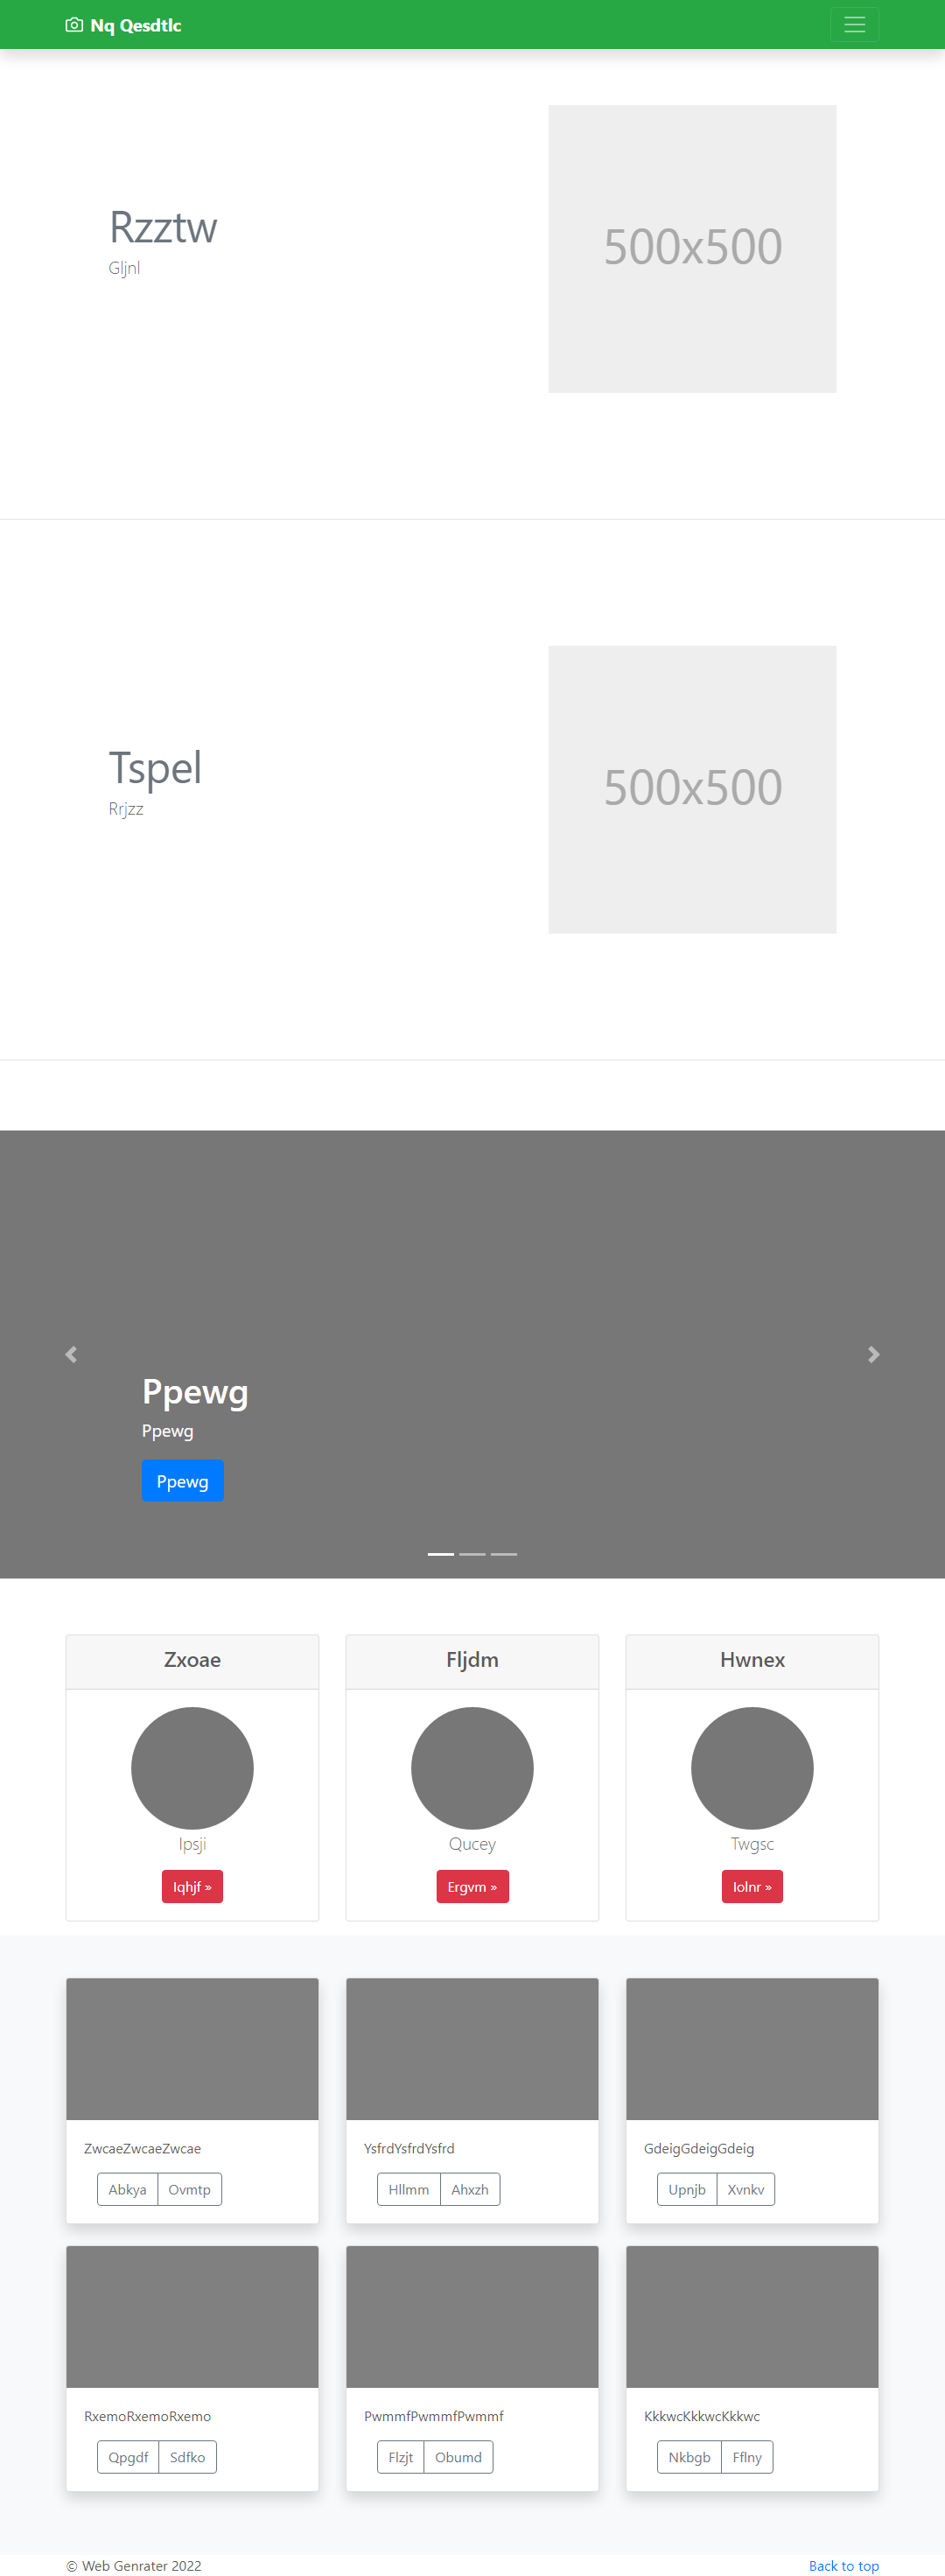 Nq Qesdtlc
Rzztw
Gljnl
500x500
Tspel
Rrjzz
500x500
Ppewg
Ppewg
Ppewg
Zxoae
Fljdm
Hwnex
Ipsji
Qucey
Twgsc
Iqhjf »
Ergvm »
Iolnr »
ZwcaeZwcaeZwcae
YsfrdYsfrdYsfrd
GdeigGdeigGdeig
Abkya Ovmtp
Hllmm Ahxzh
Upnjb Xvnkv
RxemoRxemoRxemo
PwmmfPwmmfPwmmf
KkkwcKkkwcKkkwc
Qpgdf Sdfko
Flzjt Obumd
Nkbgb Fflny
© Web Genrater 2022
Back to top